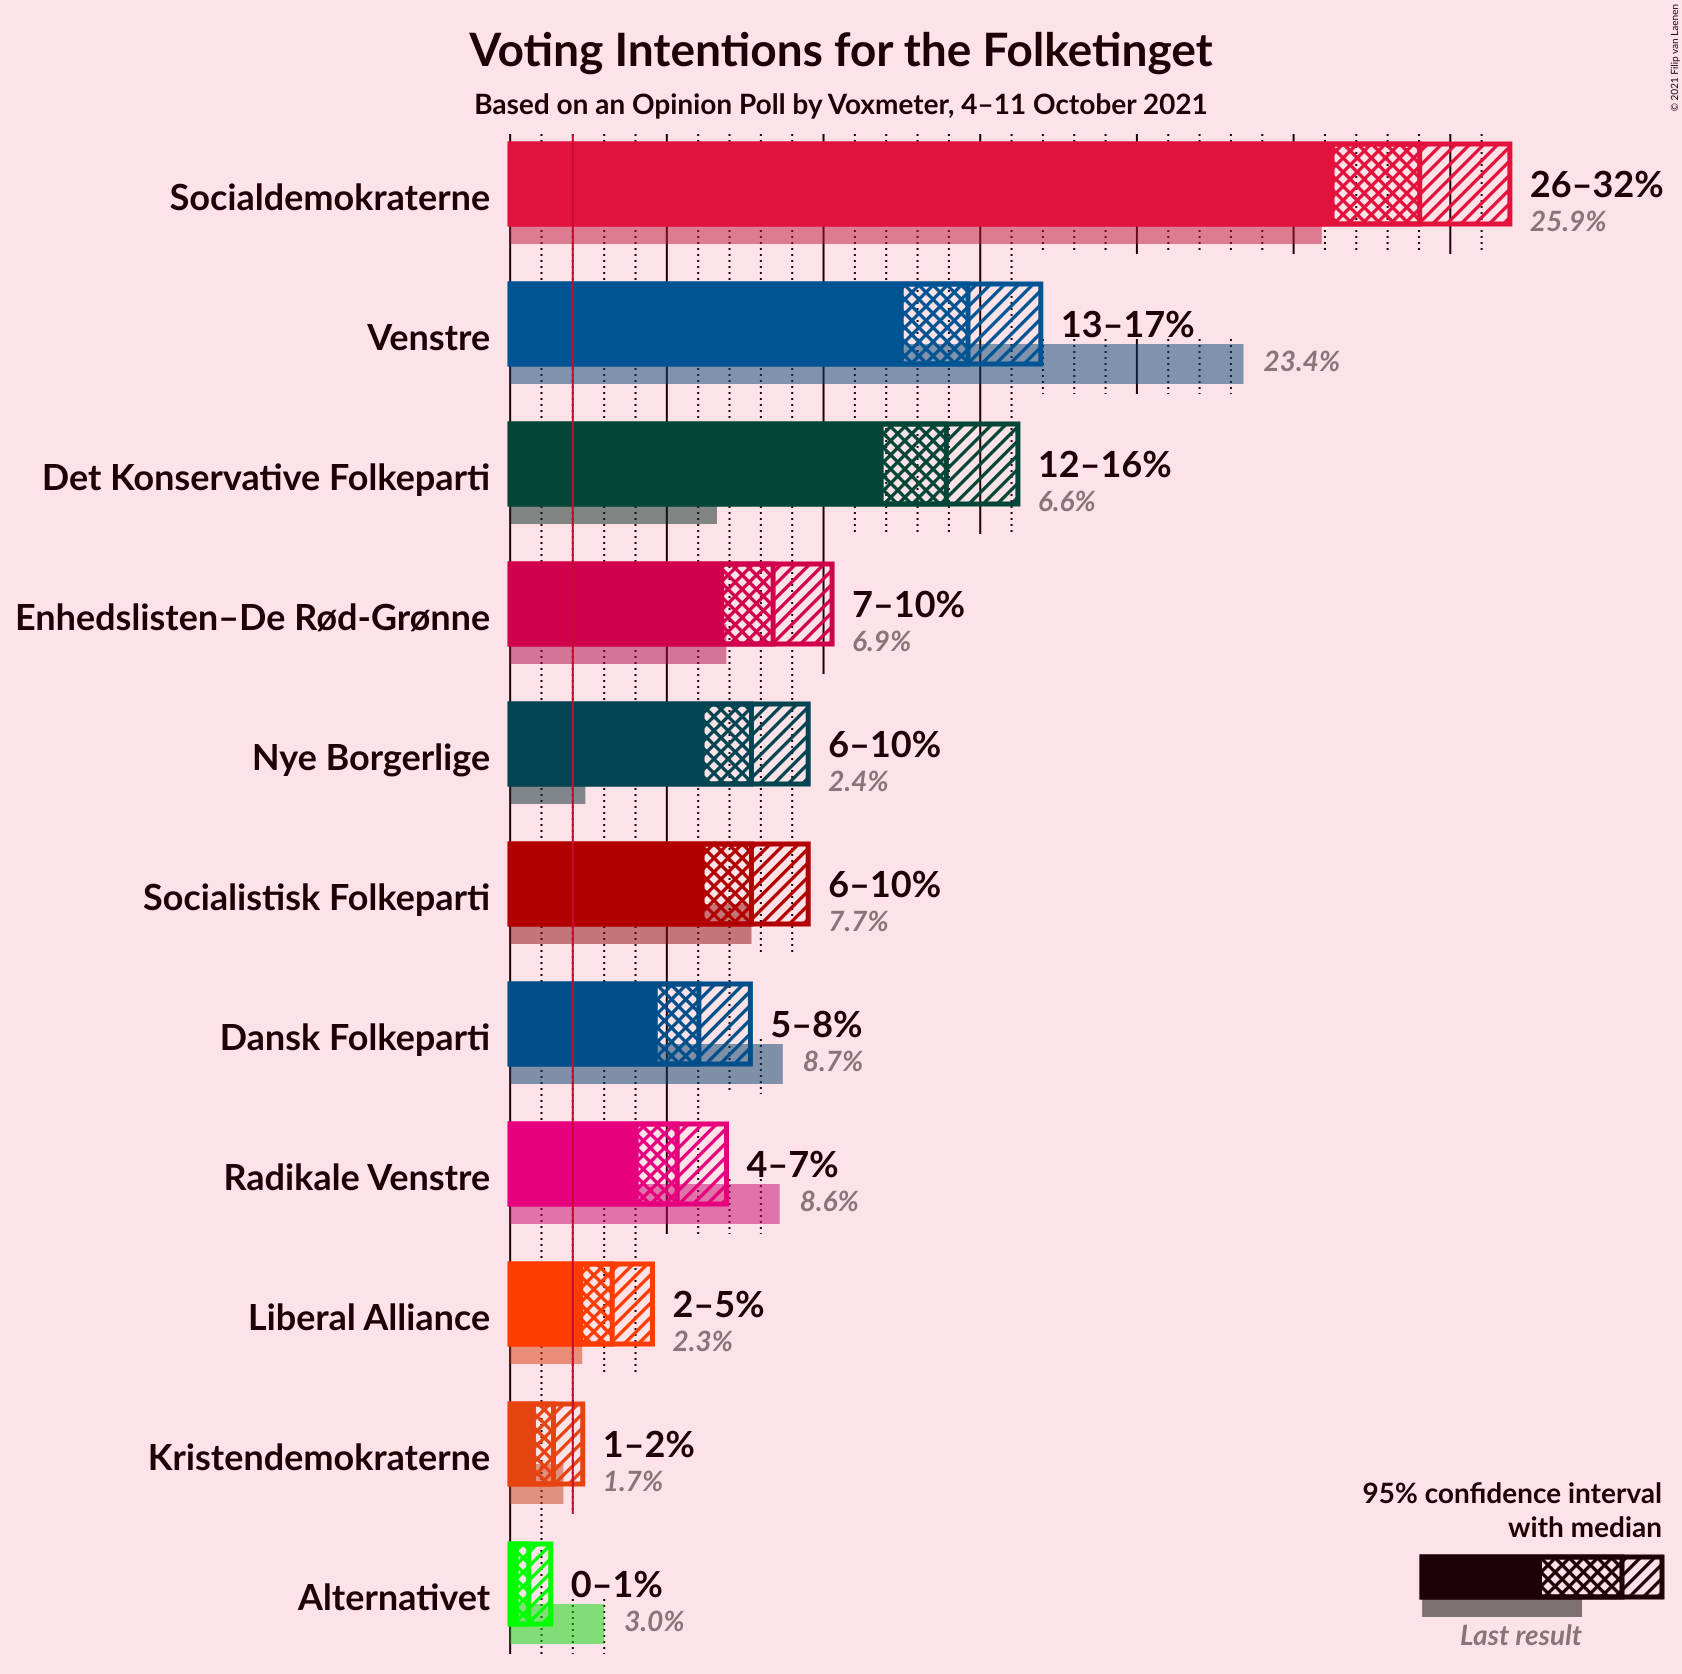 Voting Intentions for the Folketinget
Based on an Opinion Poll by Voxmeter, 4–11 October 2021
© 2021 Filip van Laenen
Socialdemokraterne
26–32%
25.9%
Venstre
13–17%
23.4%
Det Konservative Folkeparti
12–16%
6.6%
Enhedslisten–De Rød-Grønne
7–10%
6.9%
Nye Borgerlige
6–10%
2.4%
Socialistisk Folkeparti
6–10%
7.7%
Dansk Folkeparti
5–8%
8.7%
Radikale Venstre
4–7%
8.6%
Liberal Alliance
2–5%
2.3%
Kristendemokraterne
1–2%
1.7%
Alternativet
0–1%
3.0%
95% confidence interval
with median
Last result